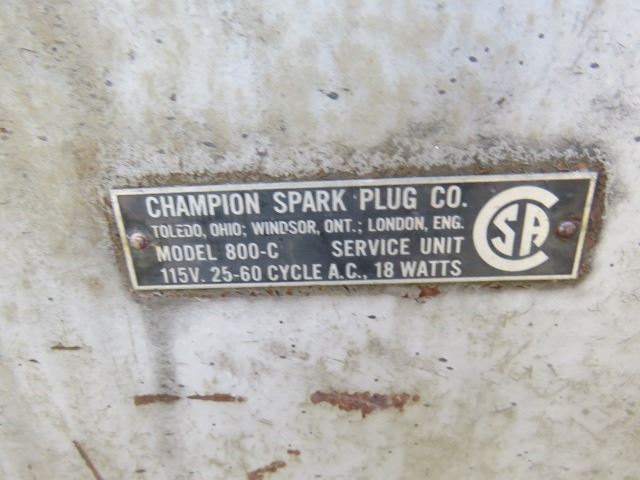 CHAMPION SPARK PLUG CO.
TOLEDO, OHIO; WINDSOR, ONT.; LONDON, ENG.
MODEL 800-C SERVICE UNIT
115V. 25-60 CYCLE A.C., 18 WATTS
CSA